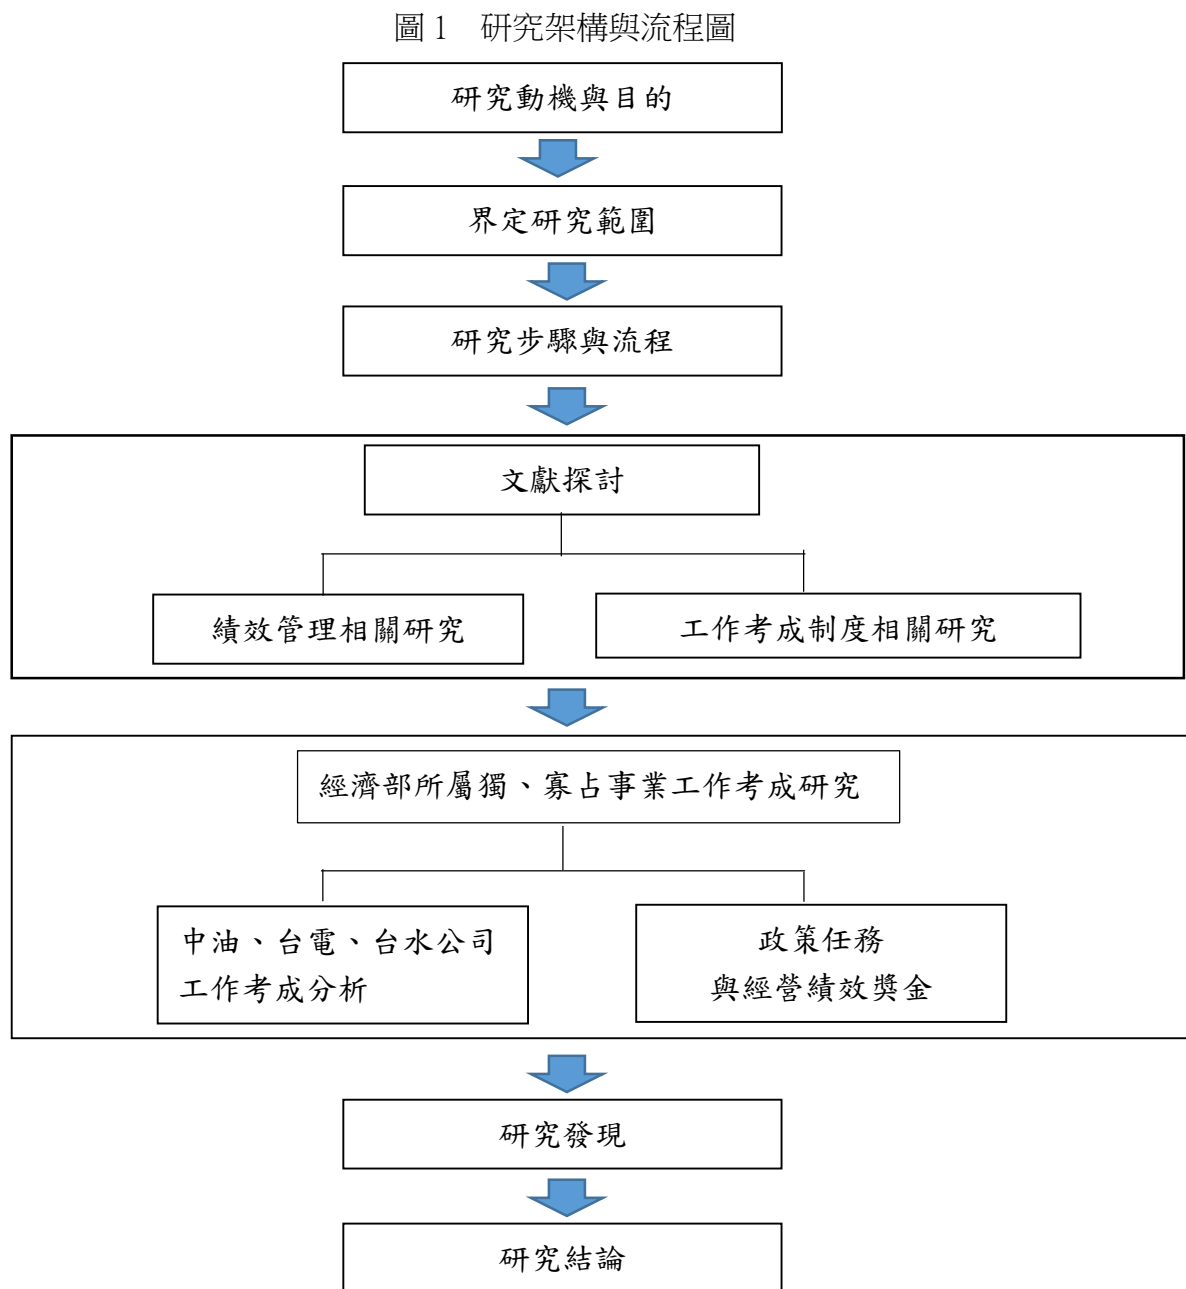 圖 1　研究架構與流程圖
研究動機與目的
界定研究範圍
研究步驟與流程
文獻探討
績效管理相關研究
工作考成制度相關研究
經濟部所屬獨、寡占事業工作考成研究
中油、台電、台水公司
工作考成分析
政策任務
與經營績效獎金
研究發現
研究結論